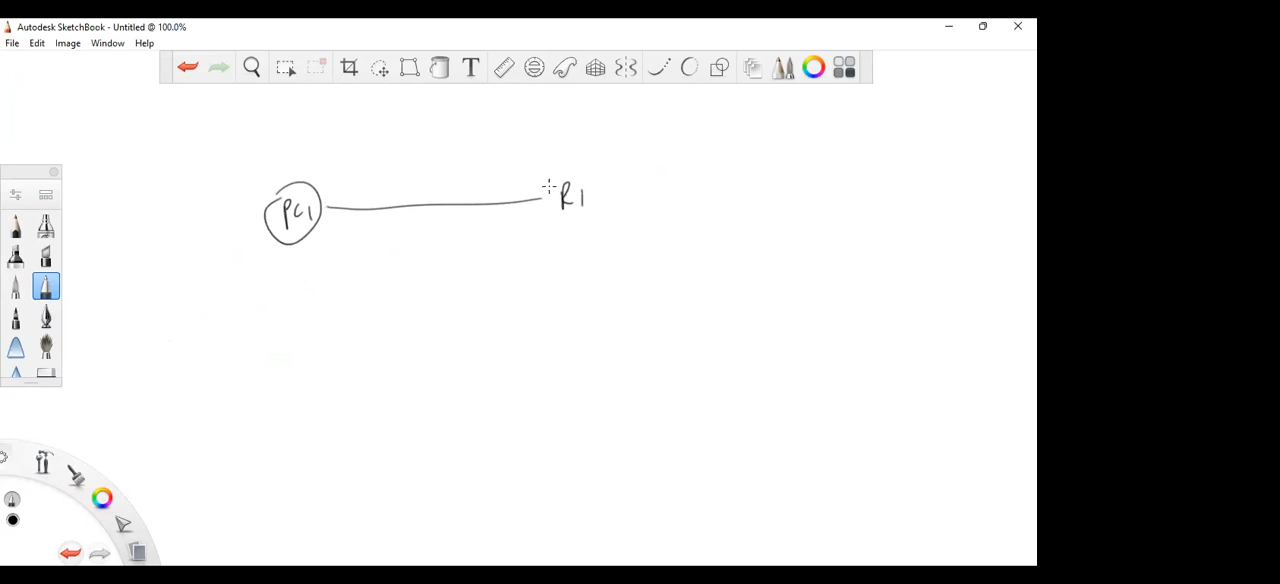 Autodesk SketchBook - Untitled @ 100.0%
File Edit Image Window Help
T
PC1 R1